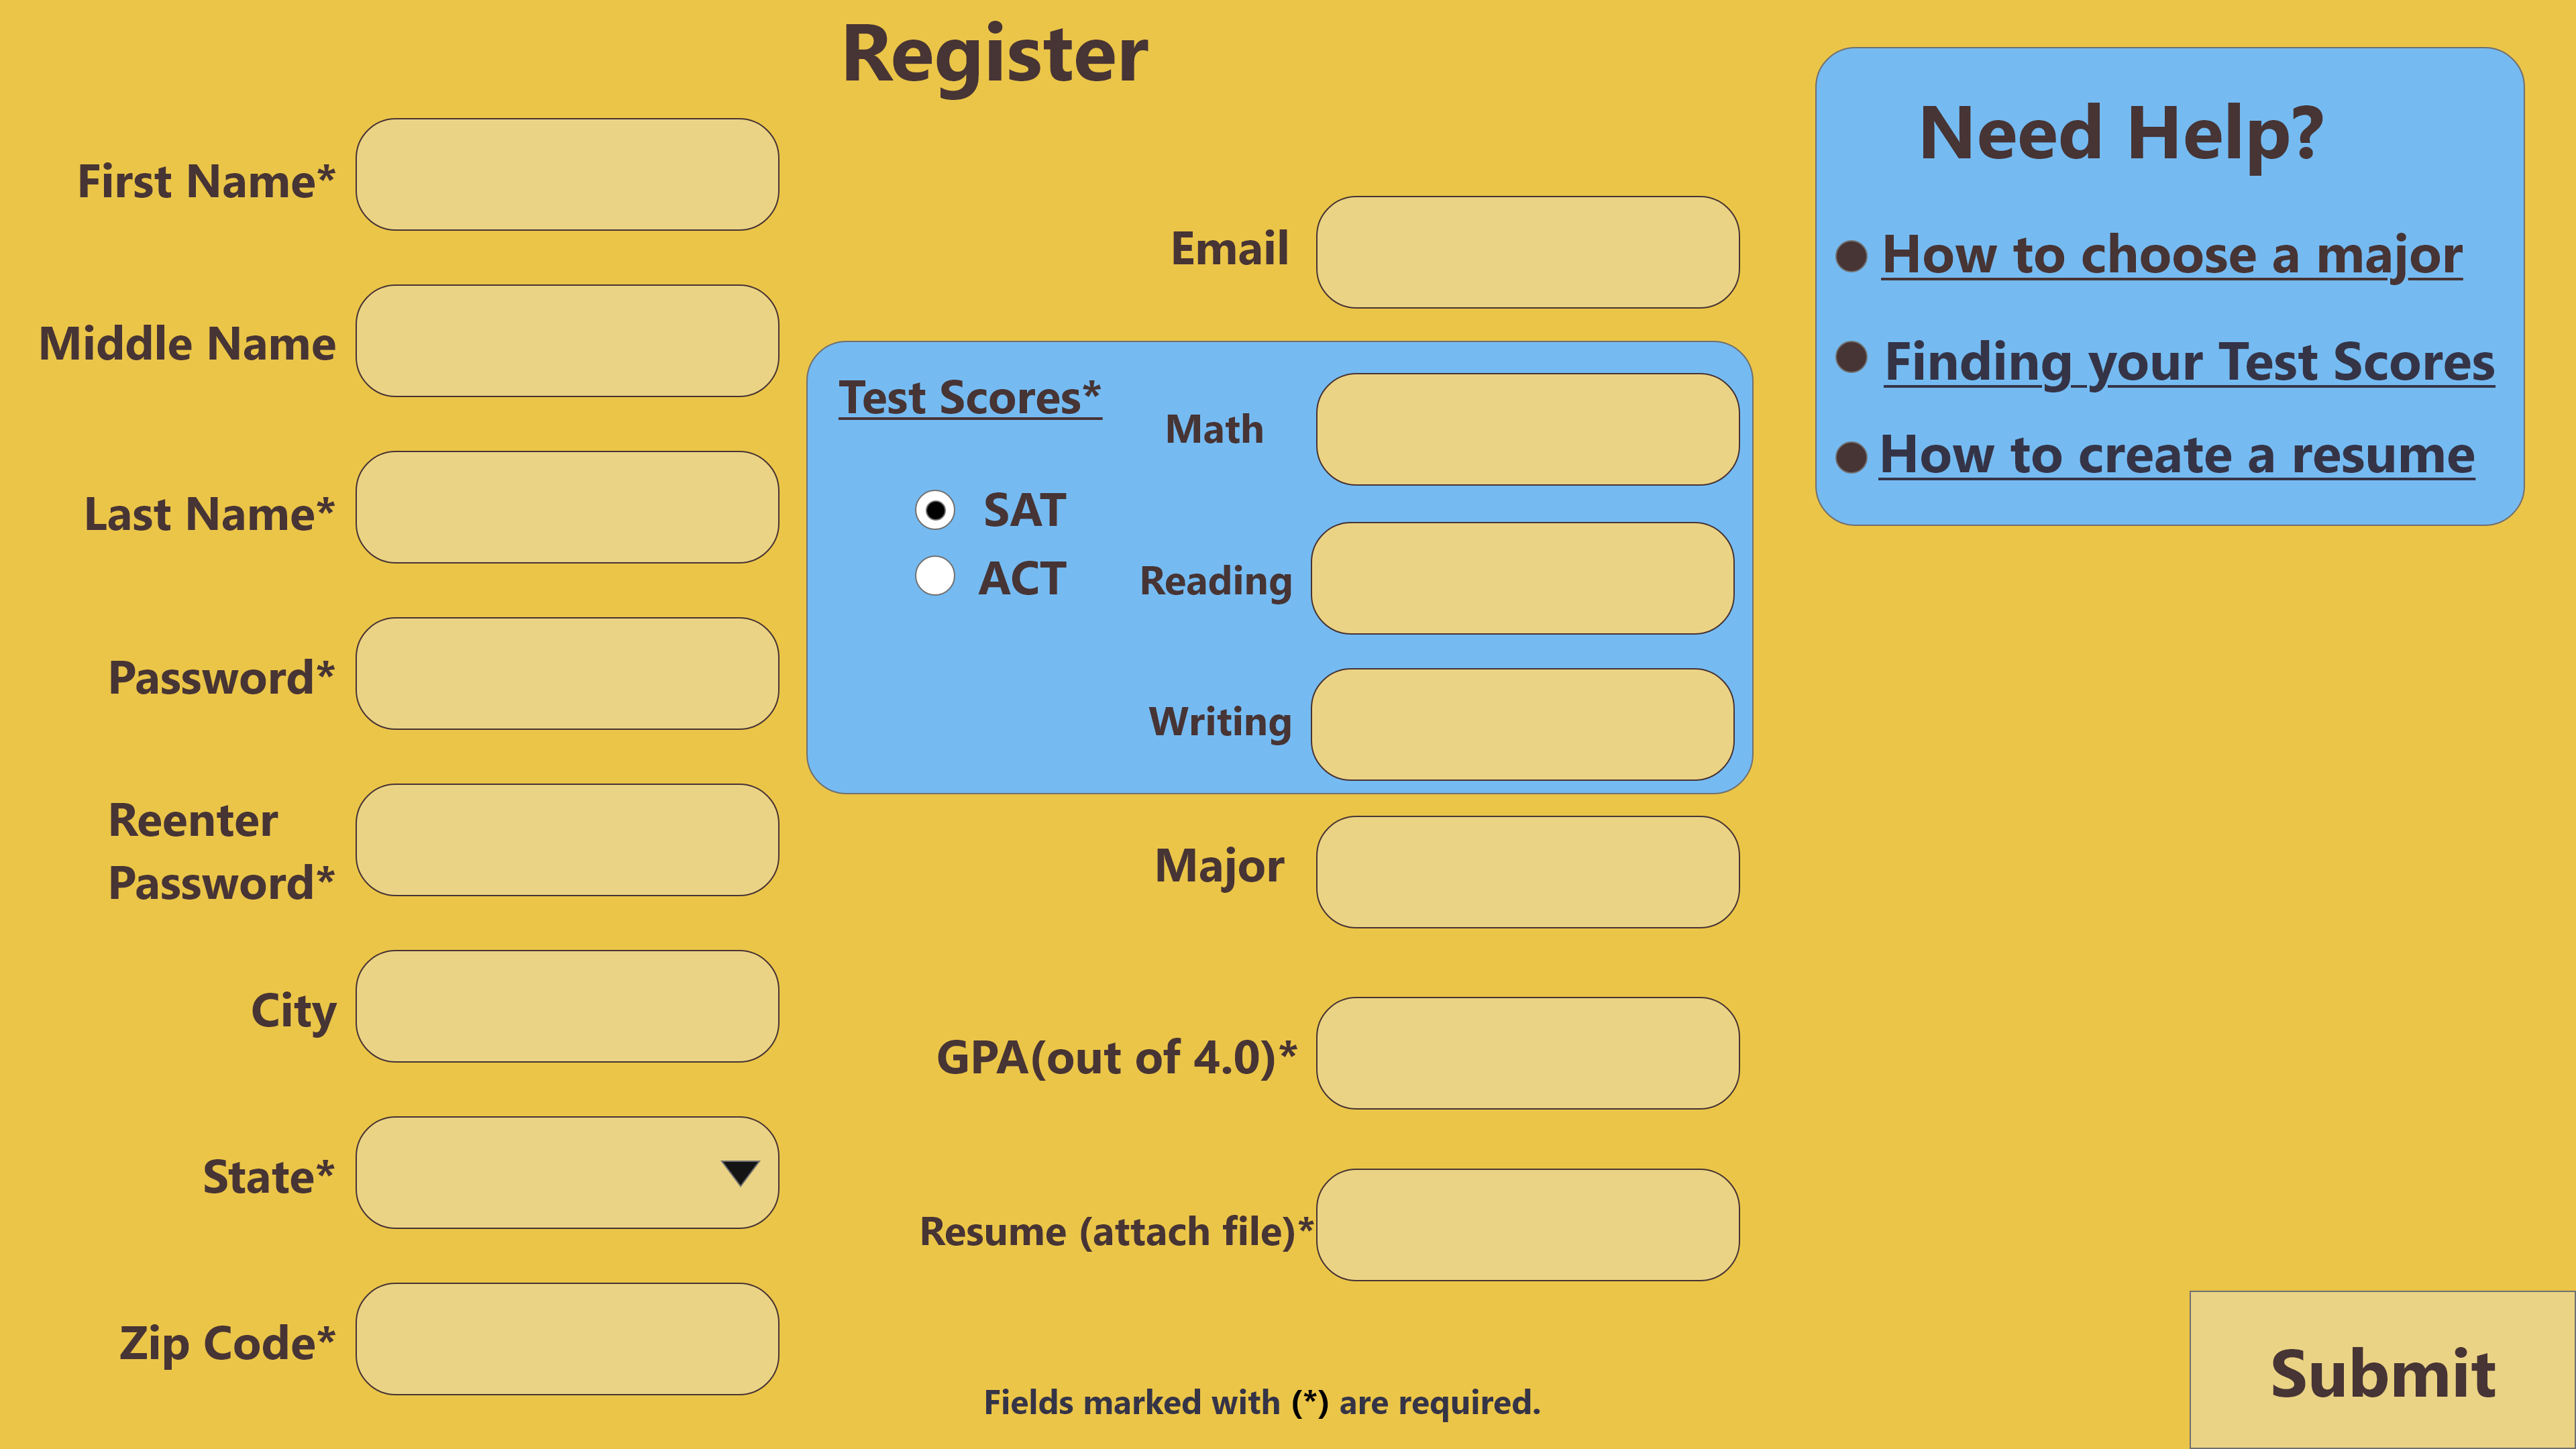 Register
First Name*
Middle Name
Last Name*
Password*
Reenter
Password*
City
State*
Zip Code*
Email
Test Scores*
SAT
ACT
Math
Reading
Writing
Major
GPA(out of 4.0)*
Resume (attach file)*
Fields marked with (*) are required.
Need Help?
How to choose a major
Finding your Test Scores
How to create a resume
Submit